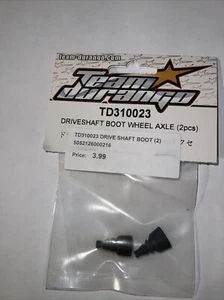 Team-durango.com
Team
durango
TD310023
DRIVESHAFT BOOT WHEEL AXLE (2pcs)
TD310023 DRIVE SHAFT BOOT (2)
5052126000216
Price: 3.99